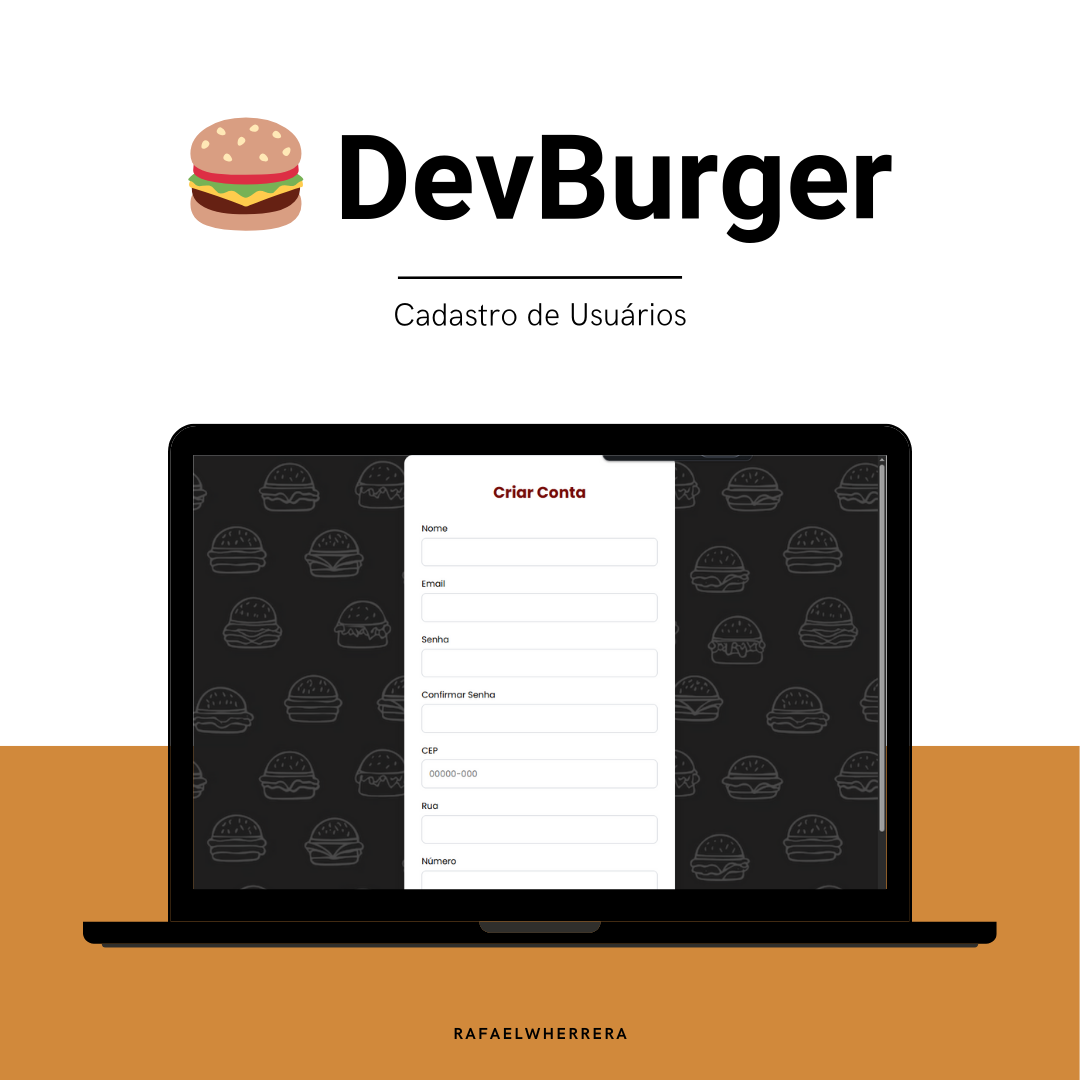 DevBurger
Cadastro de Usuários
Criar Conta
Nome
Email
Senha
Confirmar Senha
CEP
00000-000
Rua
Número
RAFAELWHERRERA